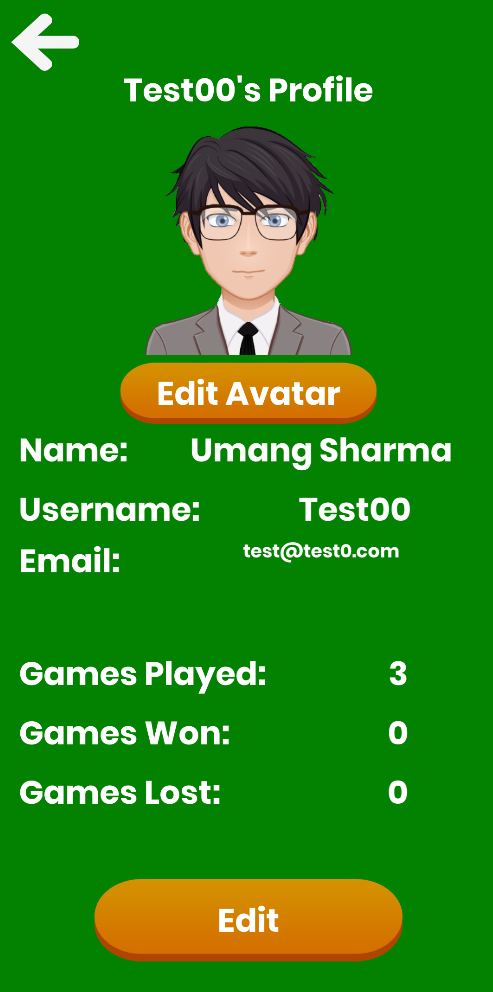 Test00's Profile
Edit Avatar
Name: Umang Sharma
Username: Test00
Email: test@test0.com
Games Played: 3
Games Won: 0
Games Lost: 0
Edit